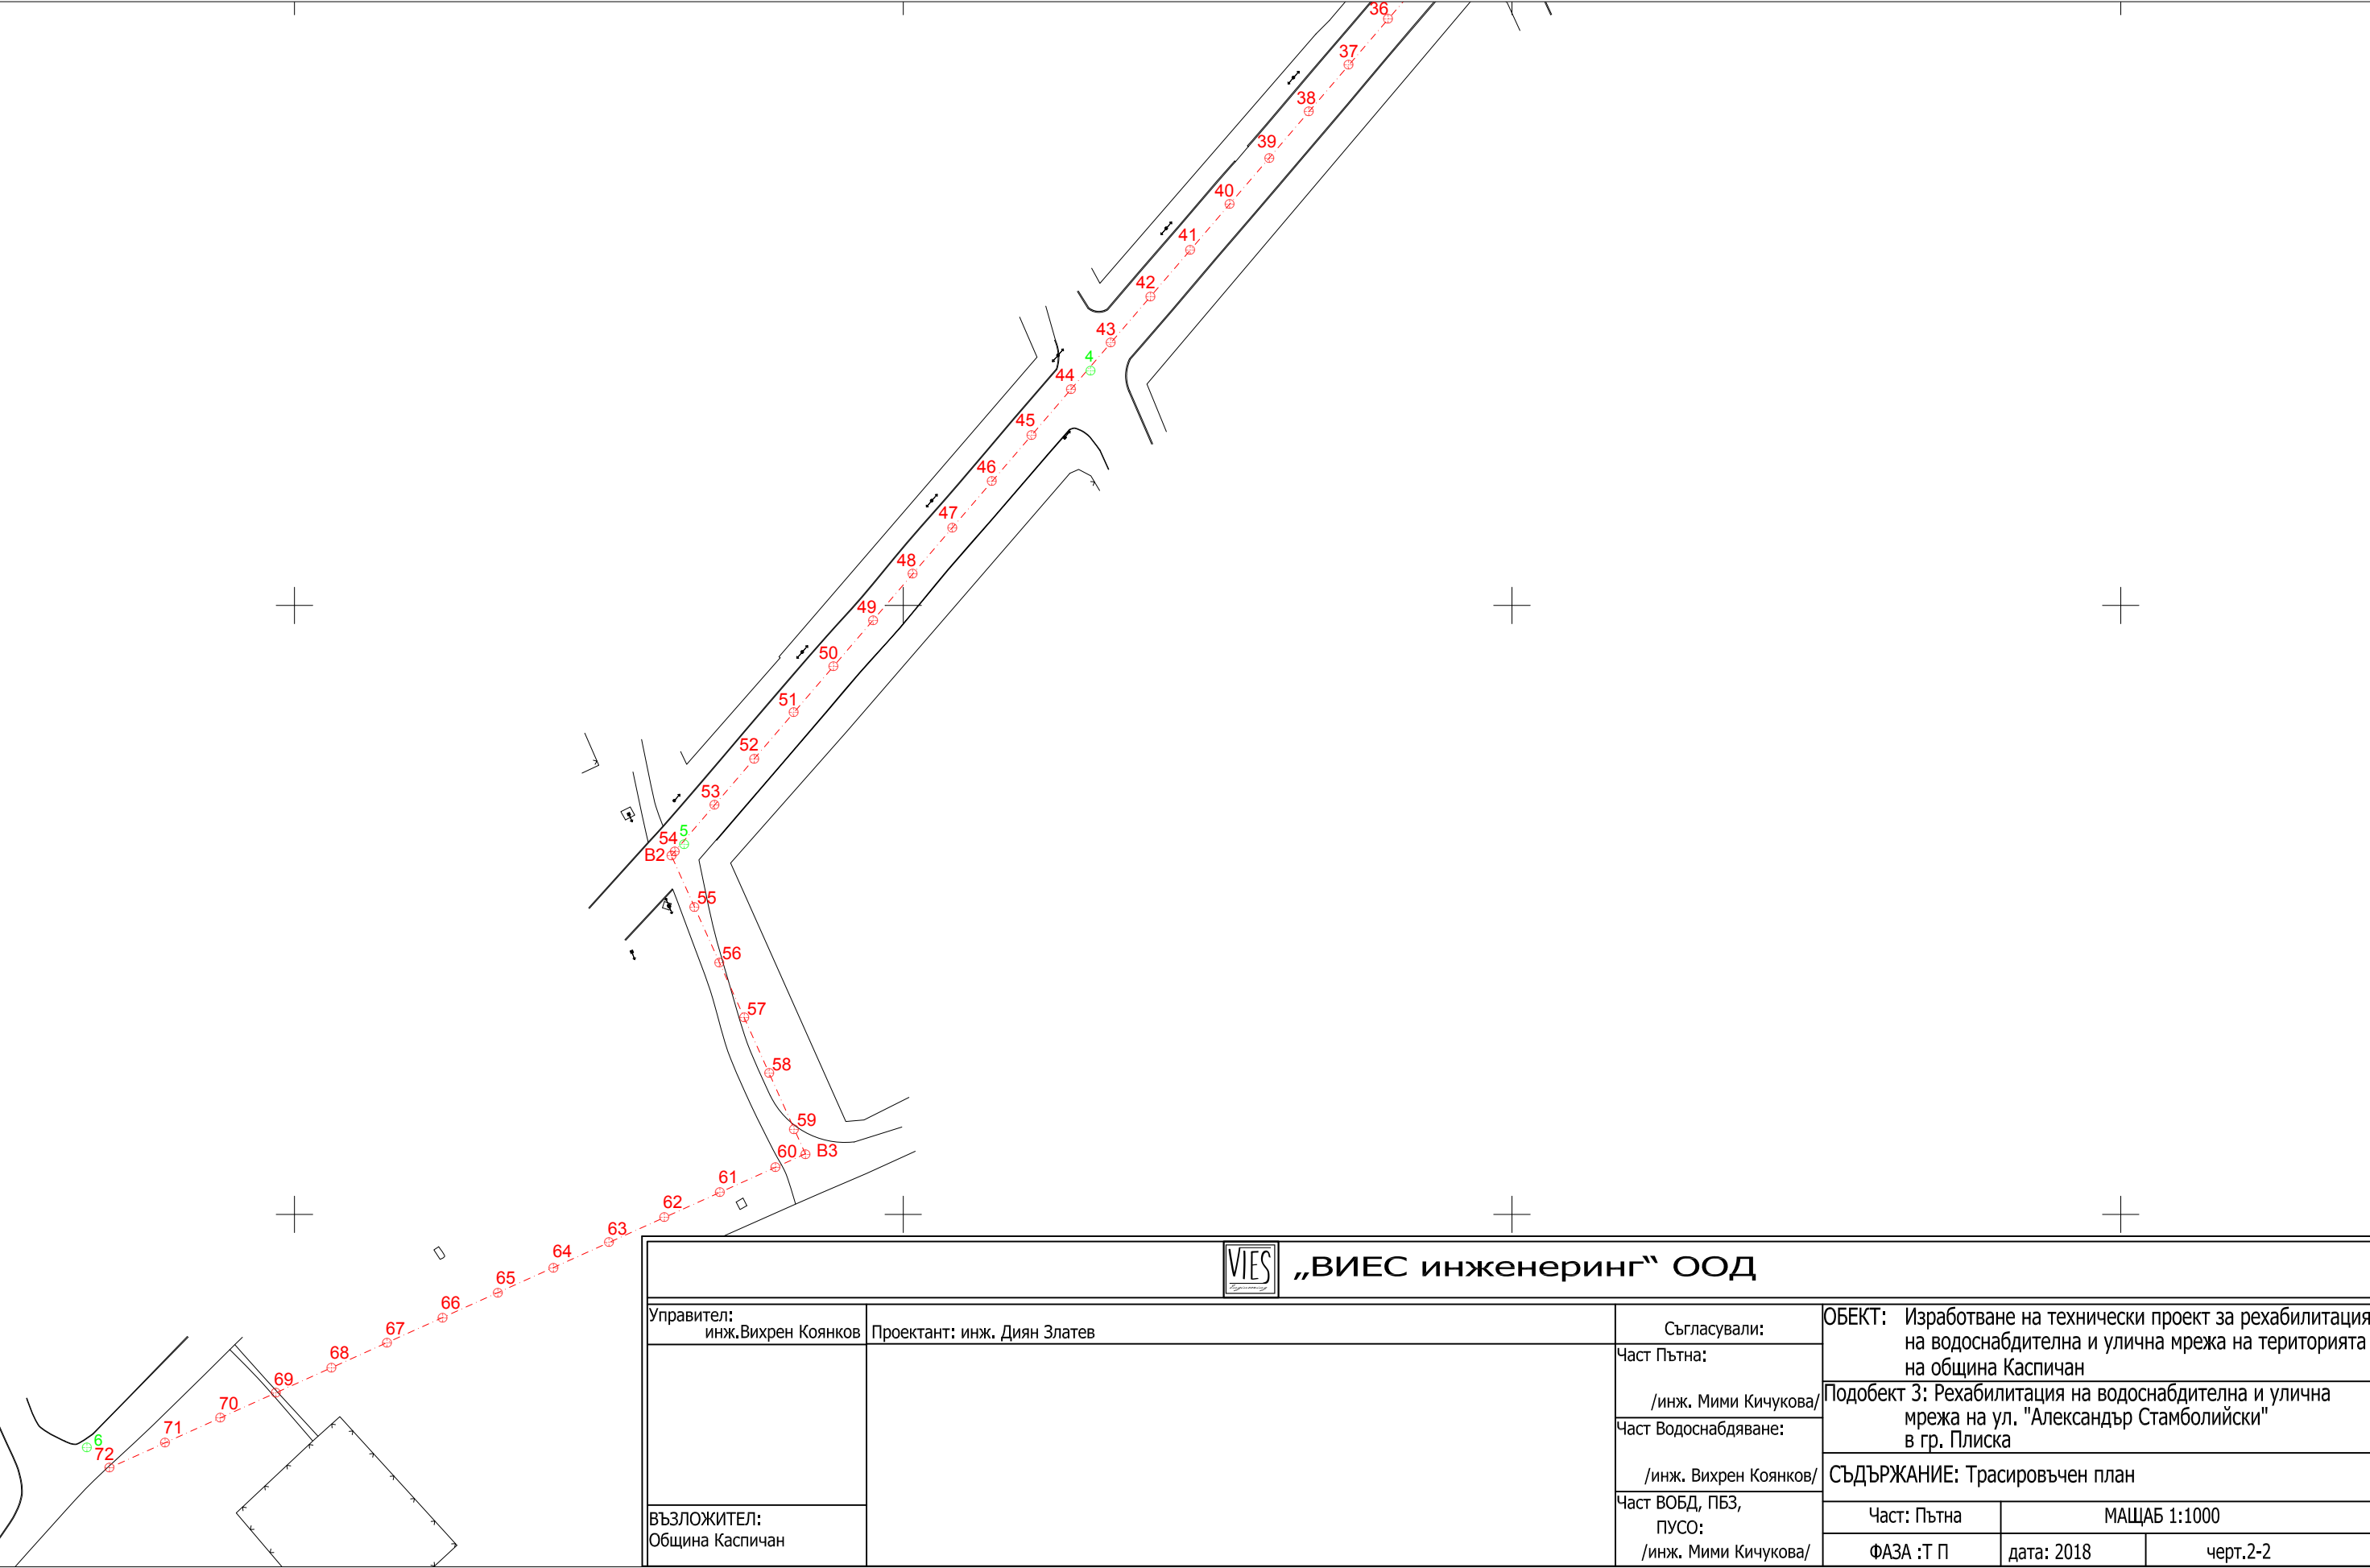 36
37
38
39
40
41
42
43
4
44
45
46
47
48
49
50
51
52
53
5
54
B2
55
56
57
58
59
60
B3
61
62
63
64
65
66
67
68
69
70
71
6
72
VIES
„ВИЕС инженеринг“ ООД
Управител:
инж.Вихрен Коянков
Проектант: инж. Диян Златев
Съгласували:
Част Пътна:
/инж. Мими Кичукова/
Част Водоснабдяване:
/инж. Вихрен Коянков/
Част ВОБД, ПБЗ,
ПУСО:
/инж. Мими Кичукова/
ВЪЗЛОЖИТЕЛ:
Община Каспичан
ОБЕКТ: Изработване на технически проект за рехабилитация
на водоснабдителна и улична мрежа на територията
на община Каспичан
Подобект 3: Рехабилитация на водоснабдителна и улична
мрежа на ул. "Александър Стамболийски"
в гр. Плиска
СЪДЪРЖАНИЕ: Трасировъчен план
Част: Пътна
МАЩАБ 1:1000
ФАЗА :Т П
дата: 2018
черт.2-2